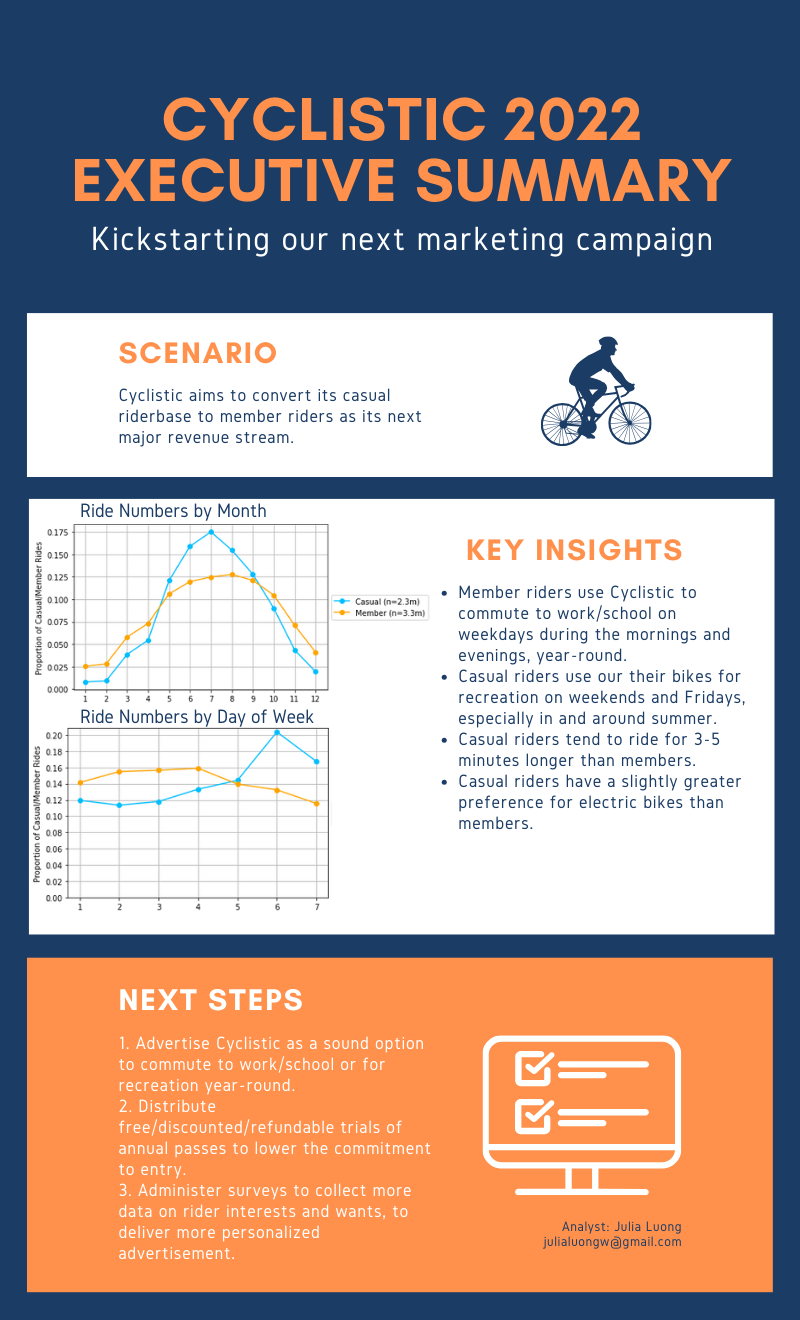 CYCLISTIC 2022
EXECUTIVE SUMMARY
Kickstarting our next marketing campaign
SCENARIO
Cyclistic aims to convert its casual
riderbase to member riders as its next
major revenue stream.
Ride Numbers by Month
Proportion of Casual/Member Rides
0.175
0.150
0.125
0.100
0.075
0.050
0.025
0.000
1 2 3 4 5 6 7 8 9 10 11 12
Casual (n=2.3m)
Member (n=3.3m)
Ride Numbers by Day of Week
Proportion of Casual/Member Rides
0.20
0.18
0.16
0.14
0.12
0.10
0.08
0.06
0.04
0.02
0.00
1 2 3 4 5 6 7
KEY INSIGHTS
• Member riders use Cyclistic to
commute to work/school on
weekdays during the mornings and
evenings, year-round.
• Casual riders use our their bikes for
recreation on weekends and Fridays,
especially in and around summer.
• Casual riders tend to ride for 3-5
minutes longer than members.
• Casual riders have a slightly greater
preference for electric bikes than
members.
NEXT STEPS
1. Advertise Cyclistic as a sound option
to commute to work/school or for
recreation year-round.
2. Distribute
free/discounted/refundable trials of
annual passes to lower the commitment
to entry.
3. Administer surveys to collect more
data on rider interests and wants, to
deliver more personalized
advertisement.
Analyst: Julia Luong
julialuongw@gmail.com